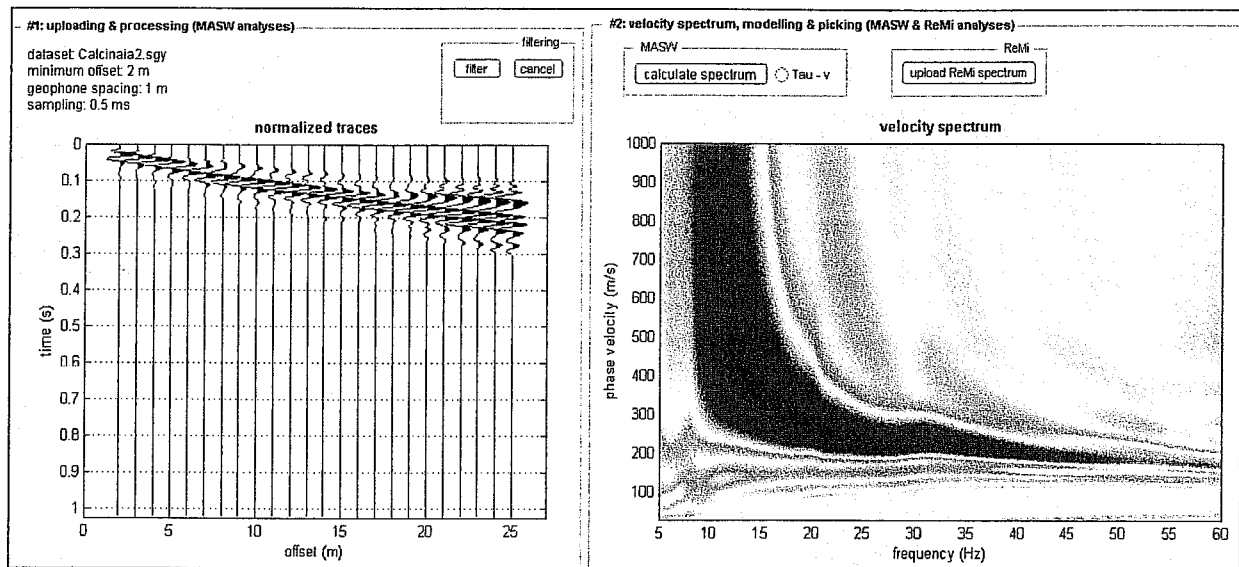 #1: uploading & processing (MASW analyses)
dataset: Calcinaia2.sgy
minimum offset: 2 m
geophone spacing: 1 m
sampling: 0.5 ms
filtering
filter
cancel
normalized traces
0
0.1
0.2
0.3
0.4
0.5
0.6
0.7
0.8
0.9
1
time (s)
0
5
10
15
20
25
offset (m)
#2: velocity spectrum, modelling & picking (MASW & ReMi analyses)
MASW
calculate spectrum
Tau - v
ReMi
upload ReMi spectrum
velocity spectrum
1000
900
800
700
600
500
400
300
200
100
phase velocity (m/s)
5
10
15
20
25
30
35
40
45
50
55
60
frequency (Hz)